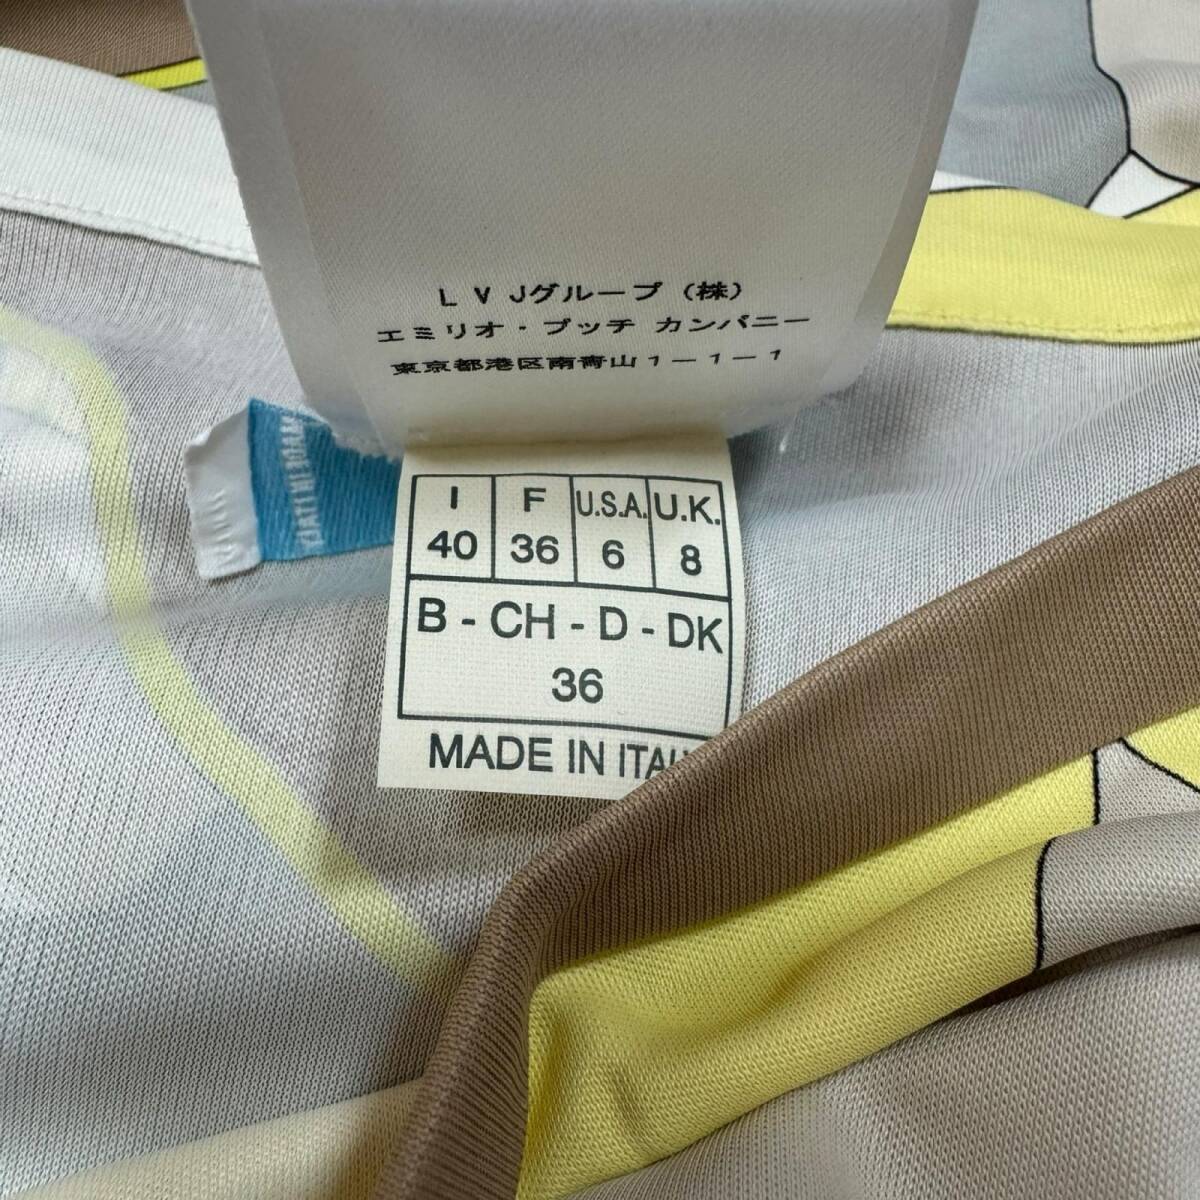 LVJグループ（株）
エミリオ・プッチ カンパニー
東京都港区南青山1-1-1
I F U.S.A. U.K.
40 36 6 8
B - CH - D - DK
36
MADE IN ITAL